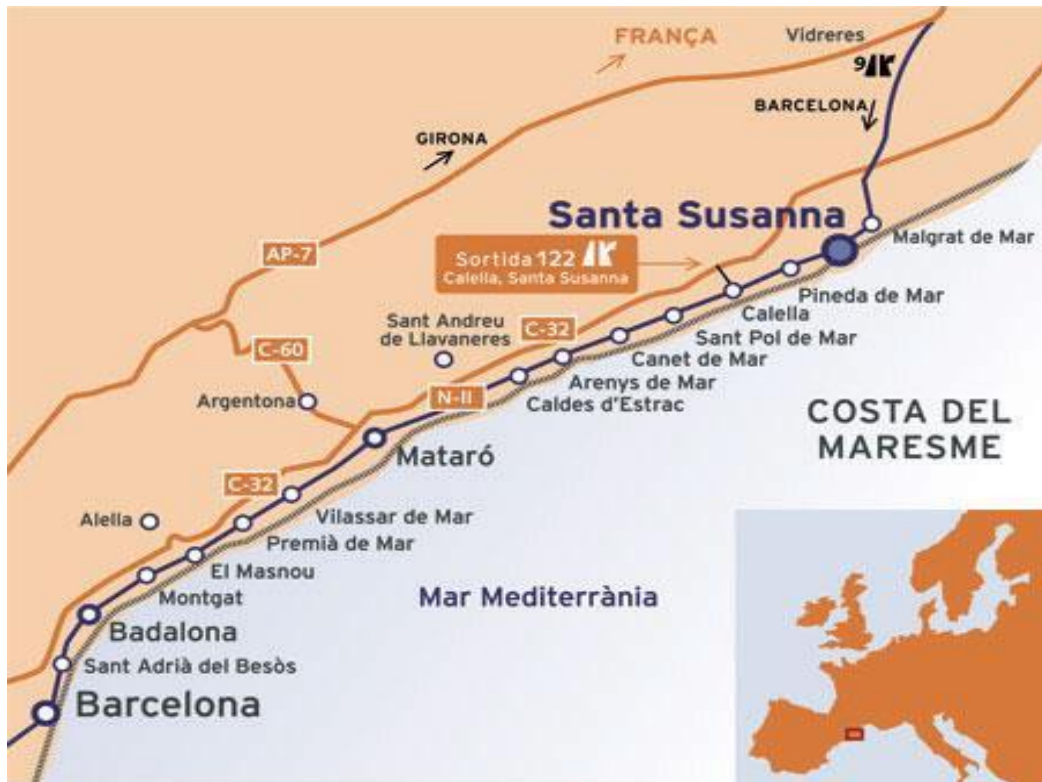 FRANÇA
Vidreres
9
BARCELONA
GIRONA
Santa Susanna
Malgrat de Mar
AP-7
Sortida 122
Calella, Santa Susanna
Pineda de Mar
Calella
Sant Andreu
de Llavaneres
C-32
Sant Pol de Mar
C-60
Canet de Mar
Arenys de Mar
Argentona
N-II
Caldes d'Estrac
COSTA DEL
MARESME
Mataró
C-32
Vilassar de Mar
Alella
Premià de Mar
El Masnou
Montgat
Mar Mediterrània
Badalona
Sant Adrià del Besòs
Barcelona